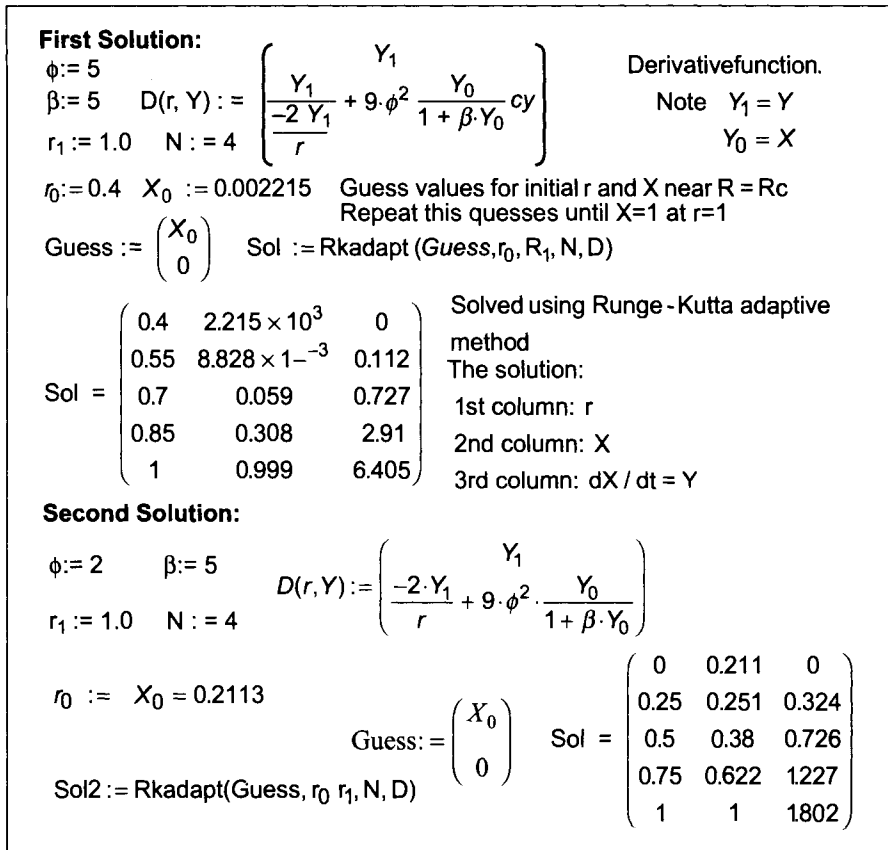 First Solution:
ϕ:= 5
β:= 5 D(r, Y) := ( Y₁ ; Y₁ / (−2 Y₁ / r) + 9·ϕ² Y₀ / (1 + β·Y₀) cy )
r₁ := 1.0 N : = 4
Derivativefunction.
Note Y₁ = Y
Y₀ = X
r₀:= 0.4 X₀ := 0.002215 Guess values for initial r and X near R = Rc
Repeat this quesses until X=1 at r=1
Guess := ( X₀ ; 0 ) Sol := Rkadapt (Guess,r₀, R₁, N, D)
Sol =
0.4 2.215 × 10³ 0
0.55 8.828 × 1–⁻³ 0.112
0.7 0.059 0.727
0.85 0.308 2.91
1 0.999 6.405
Solved using Runge - Kutta adaptive
method
The solution:
1st column: r
2nd column: X
3rd column: dX / dt = Y
Second Solution:
ϕ:= 2 β:= 5
r₁ := 1.0 N : = 4
D(r,Y) := ( Y₁ ; −2·Y₁ / r + 9·ϕ² · Y₀ / (1 + β·Y₀) )
r₀ := X₀ = 0.2113
Guess: = ( X₀ ; 0 )
Sol =
0 0.211 0
0.25 0.251 0.324
0.5 0.38 0.726
0.75 0.622 1.227
1 1 1.802
Sol2 := Rkadapt(Guess, r₀ r₁, N, D)